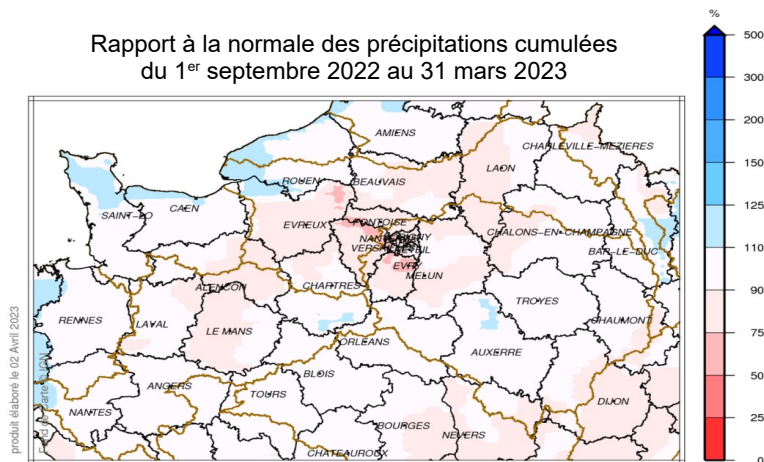 %
Rapport à la normale des précipitations cumulées
du 1er septembre 2022 au 31 mars 2023
500
300
200
150
125
110
90
75
50
25
0
AMIENS
CHARLEVILLE-MEZIERES
LAON
ROUEN
BEAUVAIS
SAINT-LO
CAEN
EVREUX
PONTOISE
CHALONS-EN-CHAMPAGNE
BAR-LE-DUC
EVRY
MELUN
ALENCON
CHARTRES
TROYES
RENNES
LAVAL
LE MANS
CHAUMONT
ORLEANS
AUXERRE
BLOIS
ANGERS
TOURS
DIJON
NANTES
BOURGES
NEVERS
CHATEAUROUX
produit élaboré le 02 Avril 2023